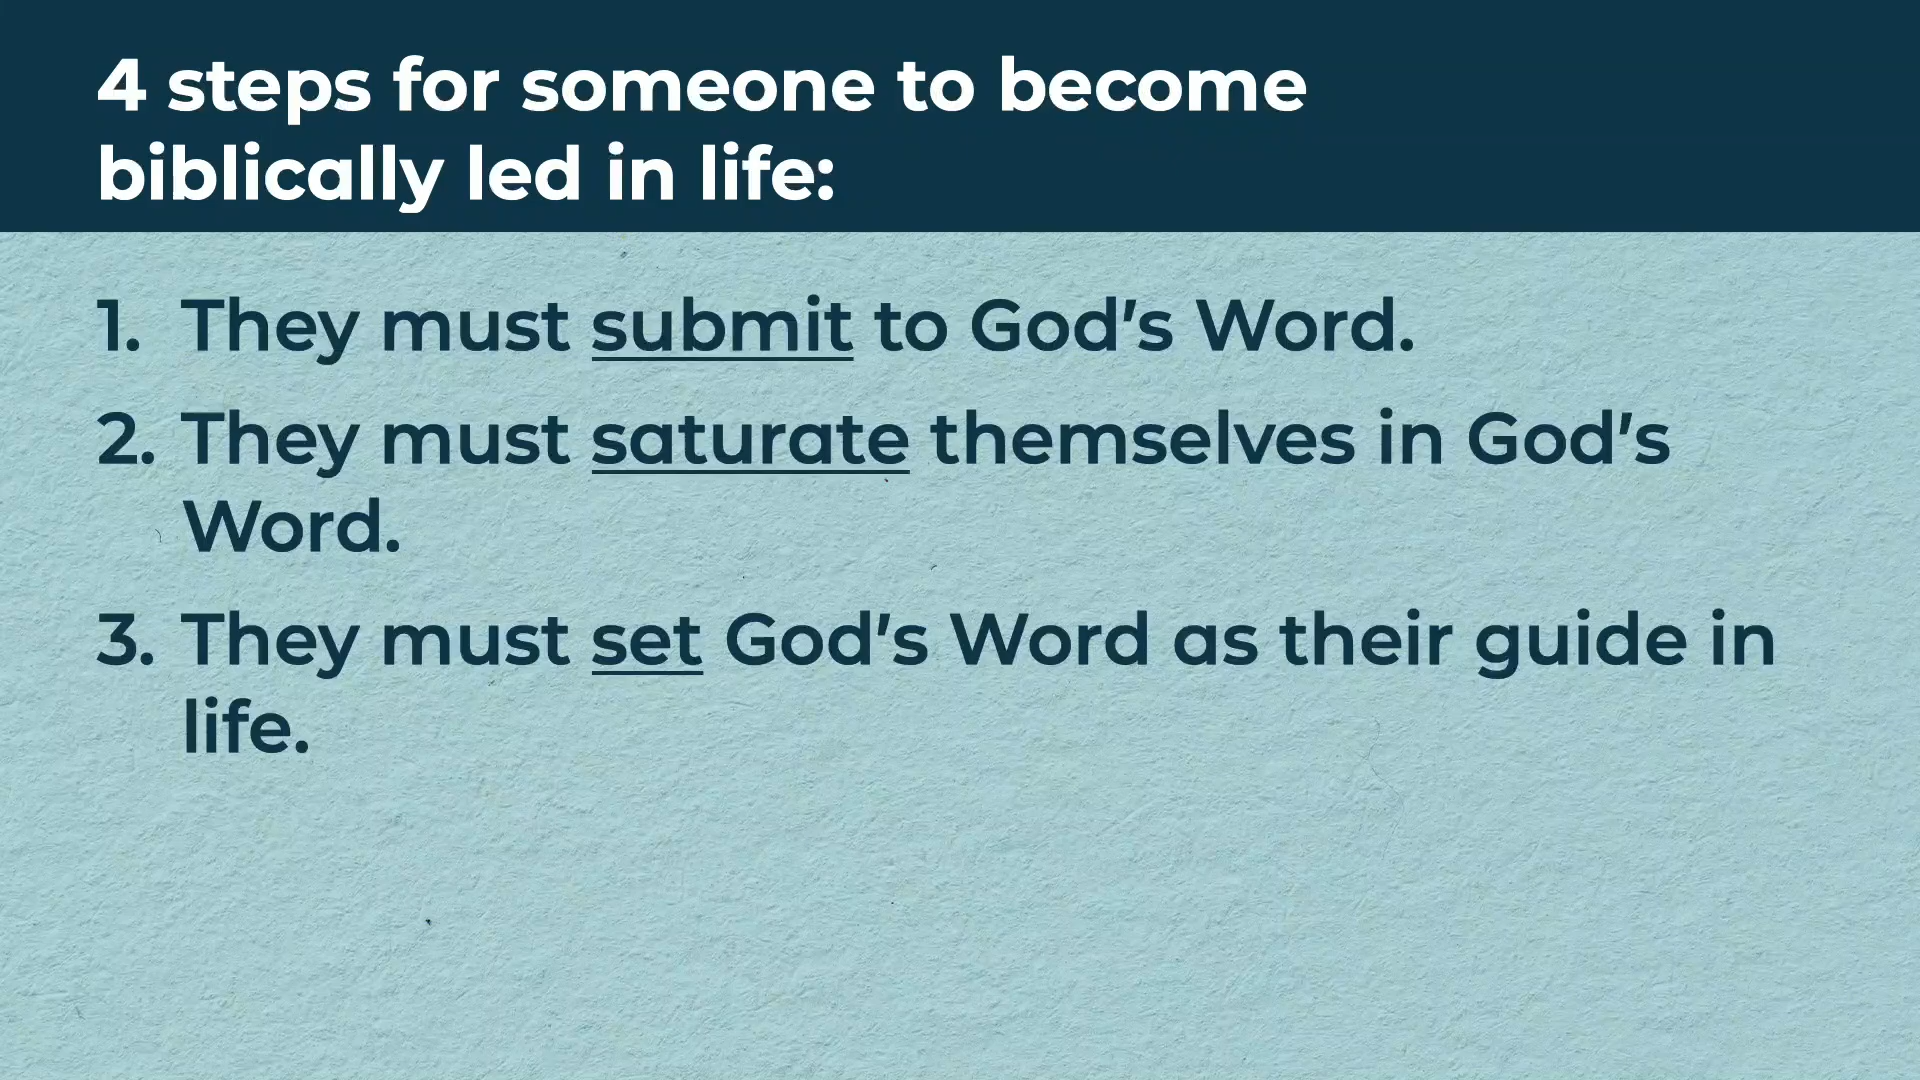 4 steps for someone to become
biblically led in life:
1. They must submit to God's Word.
2. They must saturate themselves in God's
Word.
3. They must set God's Word as their guide in
life.